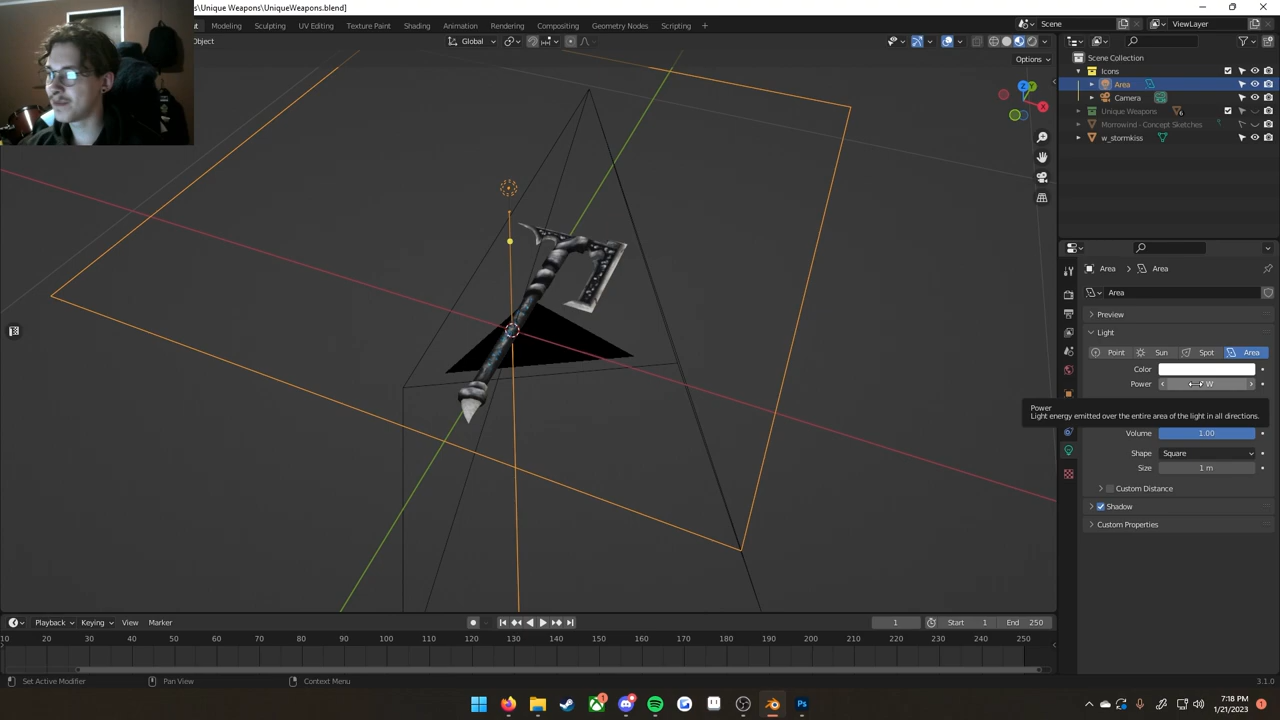 s\Unique Weapons\UniqueWeapons.blend]
Modeling Sculpting UV Editing Texture Paint Shading Animation Rendering Compositing Geometry Nodes Scripting +
Scene ViewLayer
Object Global
Options
Scene Collection
Icons
Area
Camera
Unique Weapons 6
Morrowind - Concept Sketches
w_stormkiss
Area > Area
Area
Preview
Light
Point Sun Spot Area
Color
Power W
Power
Light energy emitted over the entire area of the light in all directions.
Volume 1.00
Shape Square
Size 1 m
Custom Distance
Shadow
Custom Properties
Playback Keying View Marker
1 Start 1 End 250
10 20 30 40 50 60 70 80 90 100 110 120 130 140 150 160 170 180 190 200 210 220 230 240 250
Set Active Modifier Pan View Context Menu 3.1.0
7:18 PM
1/21/2023